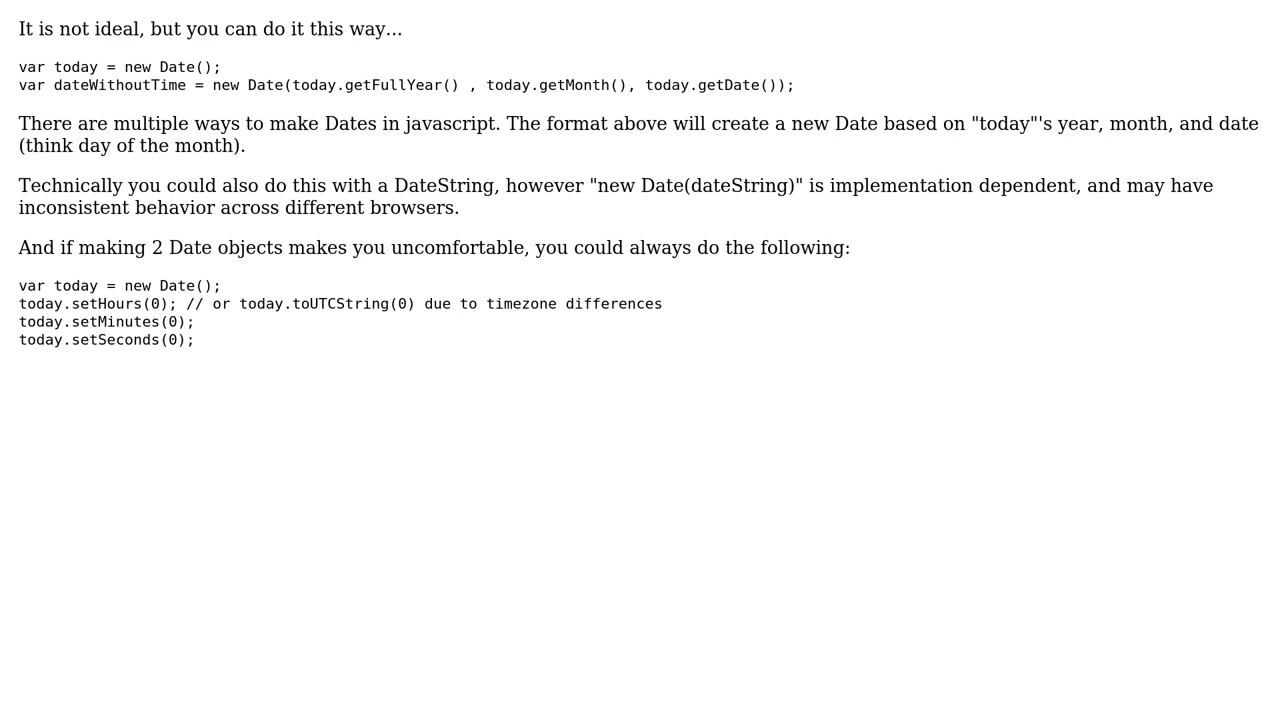 It is not ideal, but you can do it this way...
var today = new Date();
var dateWithoutTime = new Date(today.getFullYear() , today.getMonth(), today.getDate());
There are multiple ways to make Dates in javascript. The format above will create a new Date based on "today"'s year, month, and date
(think day of the month).
Technically you could also do this with a DateString, however "new Date(dateString)" is implementation dependent, and may have
inconsistent behavior across different browsers.
And if making 2 Date objects makes you uncomfortable, you could always do the following:
var today = new Date();
today.setHours(0); // or today.toUTCString(0) due to timezone differences
today.setMinutes(0);
today.setSeconds(0);